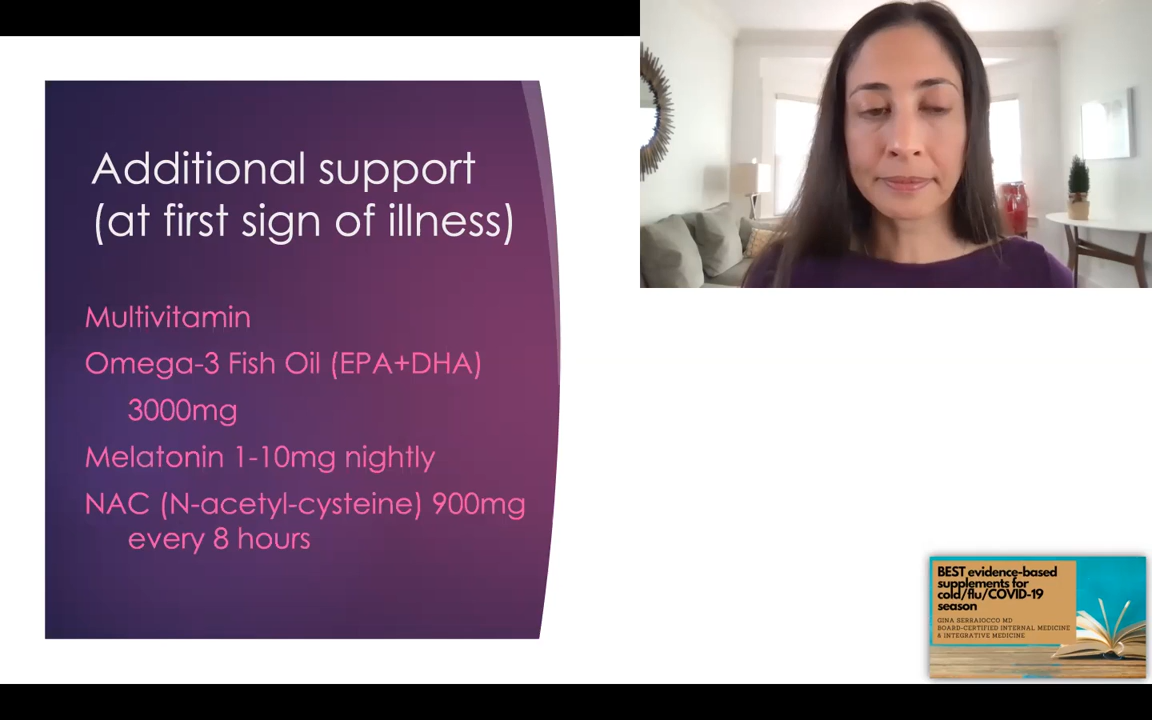 Additional support
(at first sign of illness)
Multivitamin
Omega-3 Fish Oil (EPA+DHA)
3000mg
Melatonin 1-10mg nightly
NAC (N-acetyl-cysteine) 900mg
every 8 hours
BEST evidence-based
supplements for
cold/flu/COVID-19
season
GINA SERRAIOCCO MD
BOARD-CERTIFIED INTERNAL MEDICINE
& INTEGRATIVE MEDICINE